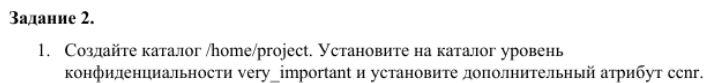 Задание 2.
1. Создайте каталог /home/project. Установите на каталог уровень
конфиденциальности very_important и установите дополнительный атрибут ccnr.